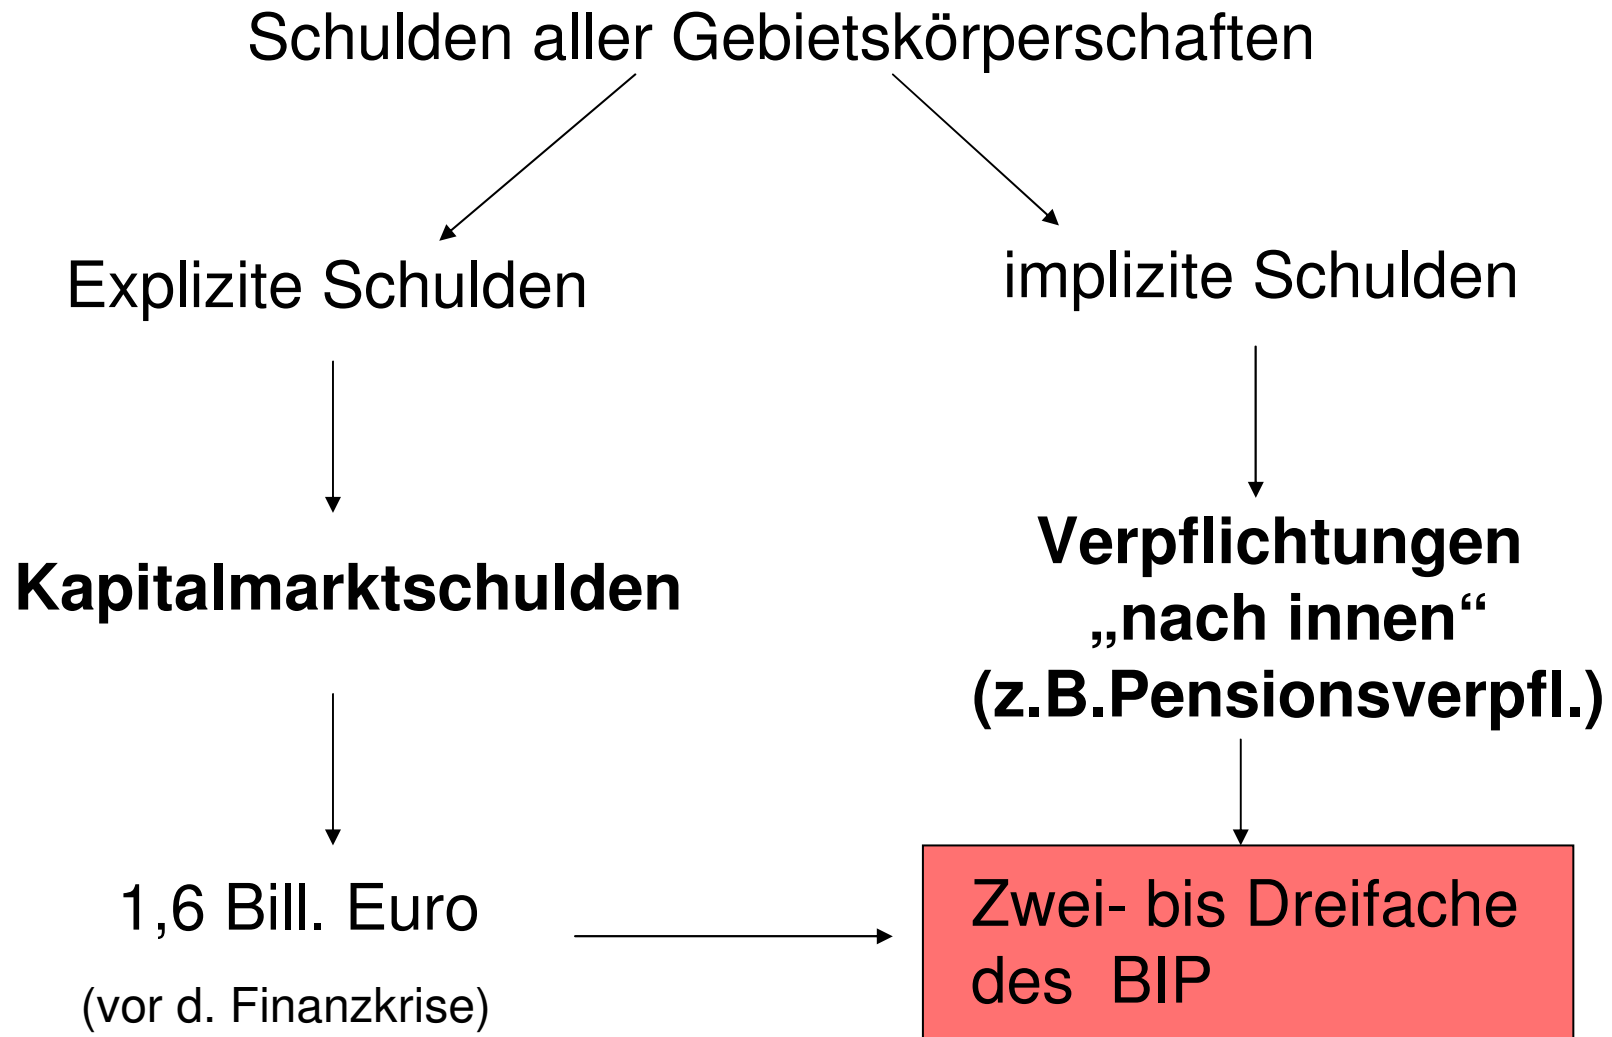 Schulden aller Gebietskörperschaften
Explizite Schulden
implizite Schulden
Kapitalmarktschulden
Verpflichtungen
„nach innen“
(z.B.Pensionsverpfl.)
1,6 Bill. Euro
(vor d. Finanzkrise)
Zwei- bis Dreifache
des BIP